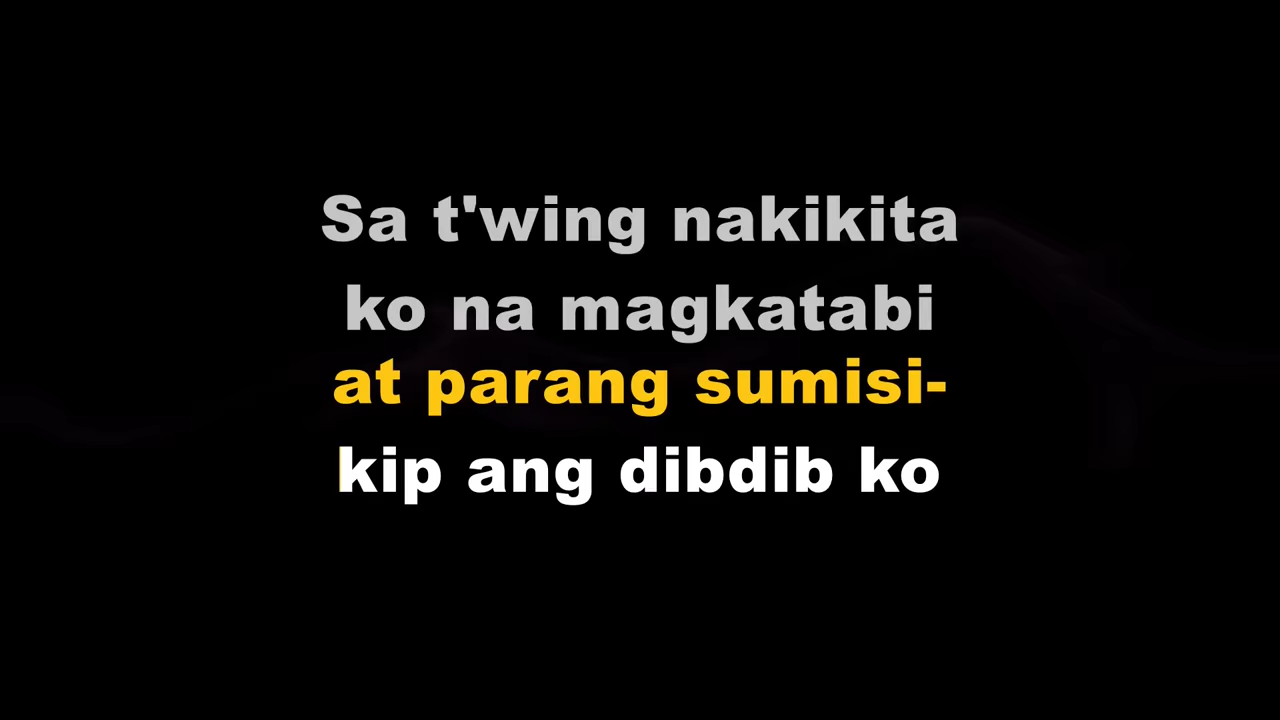 Sa t'wing nakikita
ko na magkatabi
at parang sumisi-
kip ang dibdib ko